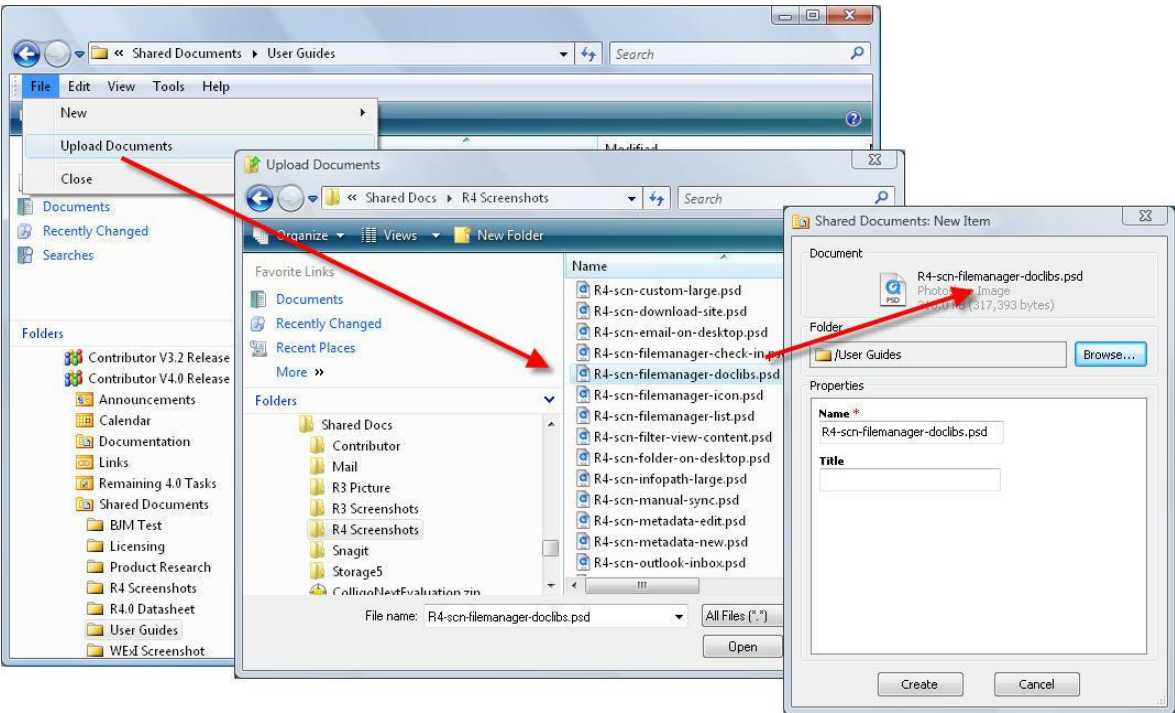 « Shared Documents ▸ User Guides
Search
File Edit View Tools Help
New
Upload Documents
Close
Modified
Documents
Recently Changed
Searches
Folders
Contributor V3.2 Release
Contributor V4.0 Release
Announcements
Calendar
Documentation
Links
Remaining 4.0 Tasks
Shared Documents
BJM Test
Licensing
Product Research
R4 Screenshots
R4.0 Datasheet
User Guides
WExI Screenshot
Upload Documents
« Shared Docs ▸ R4 Screenshots
Search
Organize Views New Folder
Favorite Links
Documents
Recently Changed
Recent Places
More »
Folders
Shared Docs
Contributor
Mail
R3 Picture
R3 Screenshots
R4 Screenshots
Snagit
Storage5
ColligoNextEvaluation.zip
Name
R4-scn-custom-large.psd
R4-scn-download-site.psd
R4-scn-email-on-desktop.psd
R4-scn-filemanager-check-in.psd
R4-scn-filemanager-doclibs.psd
R4-scn-filemanager-icon.psd
R4-scn-filemanager-list.psd
R4-scn-filter-view-content.psd
R4-scn-folder-on-desktop.psd
R4-scn-infopath-large.psd
R4-scn-manual-sync.psd
R4-scn-metadata-edit.psd
R4-scn-metadata-new.psd
R4-scn-outlook-inbox.psd
File name: R4-scn-filemanager-doclibs.psd
All Files (*.*)
Open
Shared Documents: New Item
Document
PSD
R4-scn-filemanager-doclibs.psd
Image
(317,393 bytes)
Folder
/User Guides
Browse...
Properties
Name *
R4-scn-filemanager-doclibs.psd
Title
Create Cancel